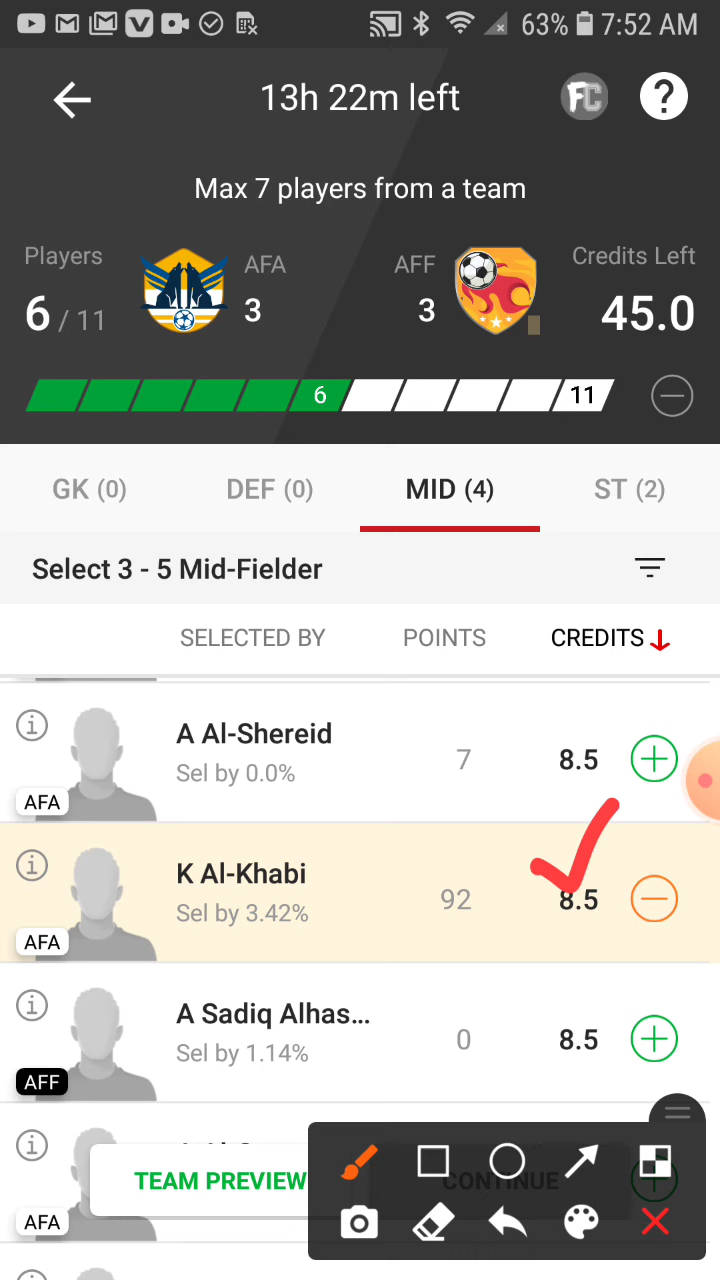 63% 7:52 AM
13h 22m left
FC ?
Max 7 players from a team
Players AFA AFF Credits Left
6 / 11 3 3 45.0
6 11
GK (0) DEF (0) MID (4) ST (2)
Select 3 - 5 Mid-Fielder
SELECTED BY POINTS CREDITS
A Al-Shereid
Sel by 0.0% 7 8.5
AFA
K Al-Khabi
Sel by 3.42% 92 8.5
AFA
A Sadiq Alhas...
Sel by 1.14% 0 8.5
AFF
TEAM PREVIEW CONTINUE
AFA